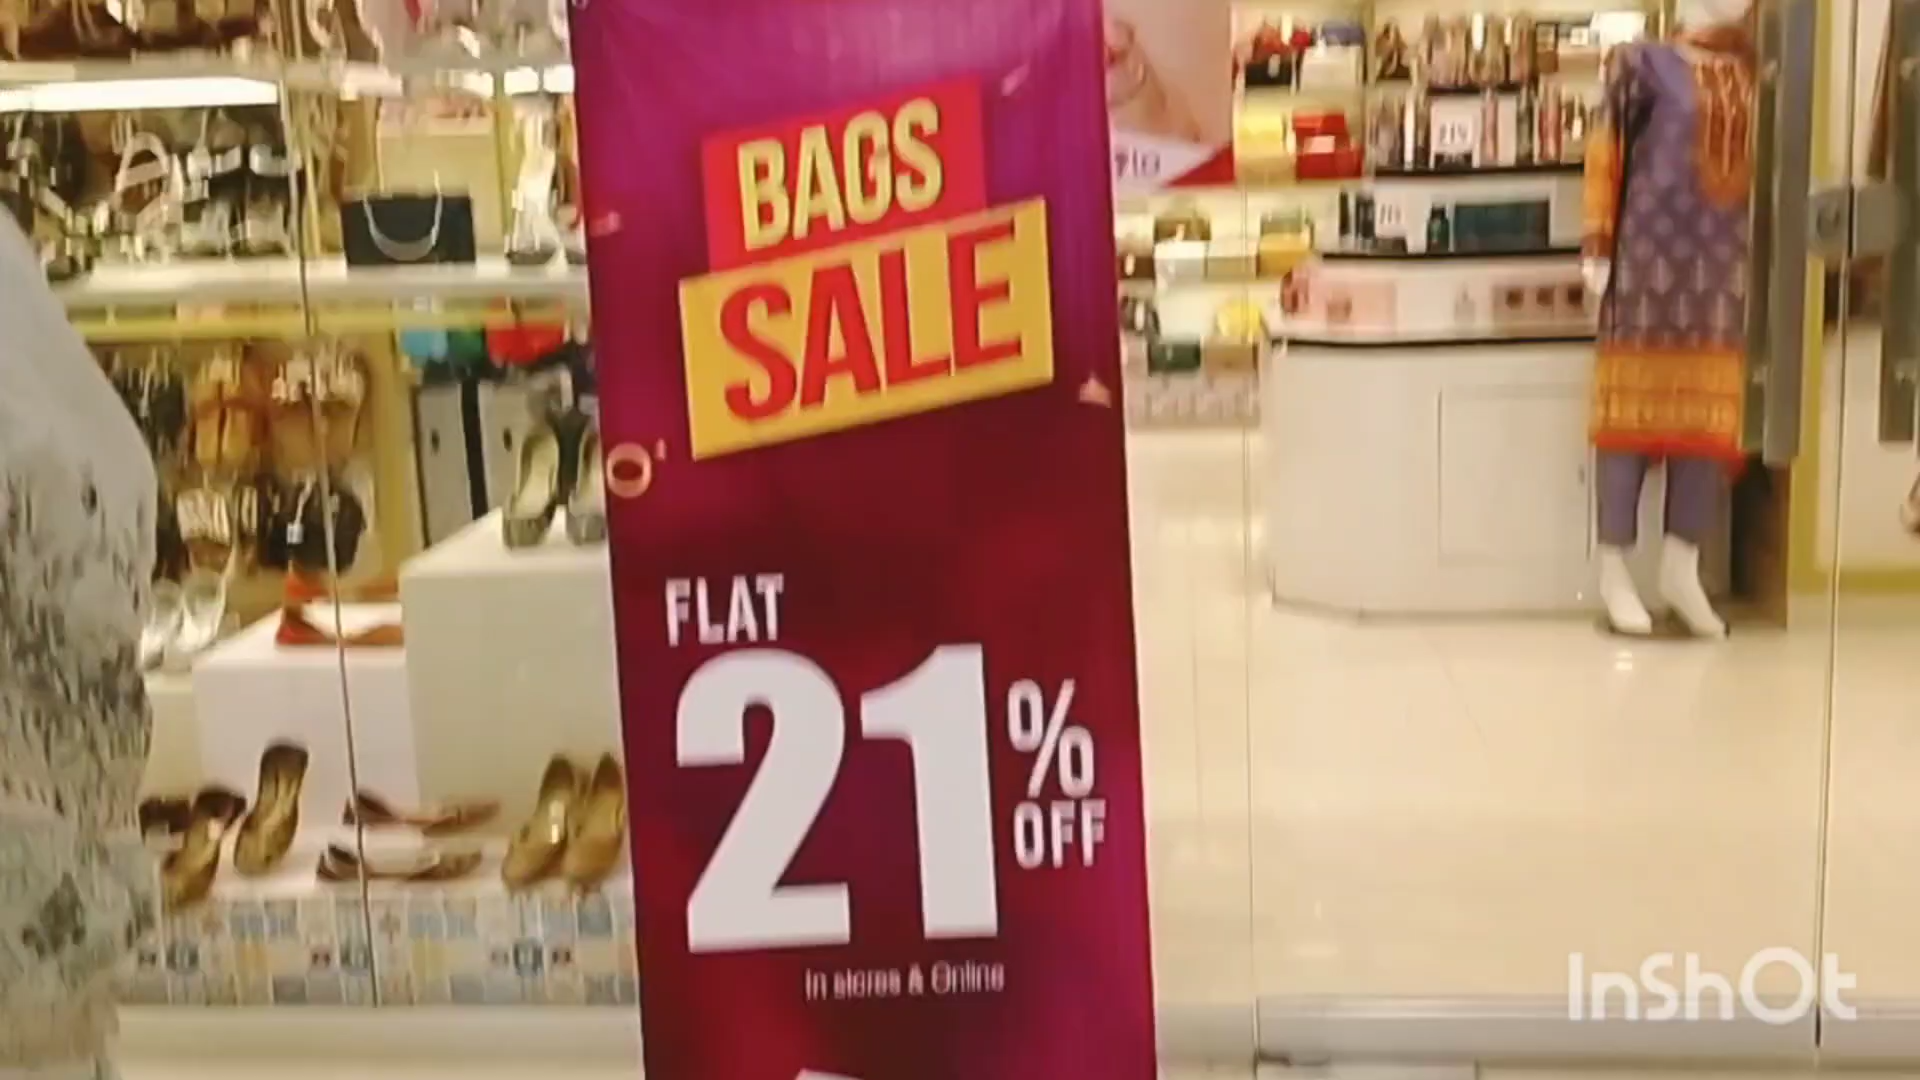 BAGS
SALE
FLAT
21%
OFF
In stores & Online
InShOt